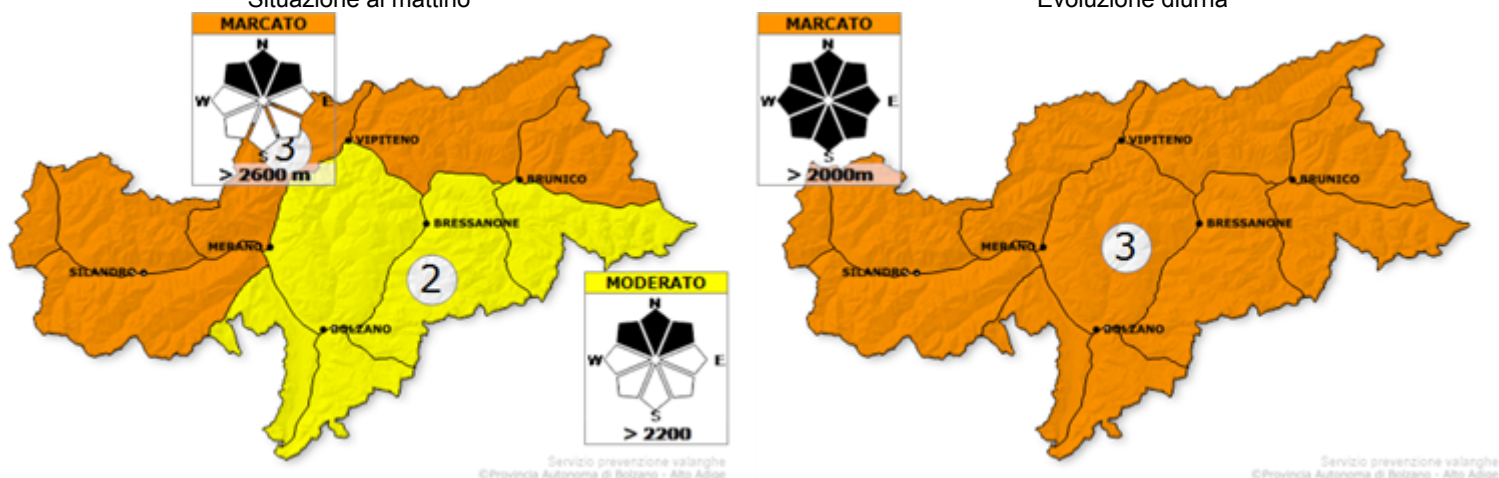 Situazione al mattino
MARCATO
N
W
E
S
3
> 2600 m
VIPITENO
BRUNICO
BRESSANONE
MERANO
SILANDRO
2
BOLZANO
MODERATO
N
W
E
S
> 2200
Servizio prevenzione valanghe
©Provincia Autonoma di Bolzano - Alto Adige
Evoluzione diurna
MARCATO
N
W
E
S
> 2000m
VIPITENO
BRUNICO
BRESSANONE
MERANO
3
SILANDRO
BOLZANO
Servizio prevenzione valanghe
©Provincia Autonoma di Bolzano - Alto Adige